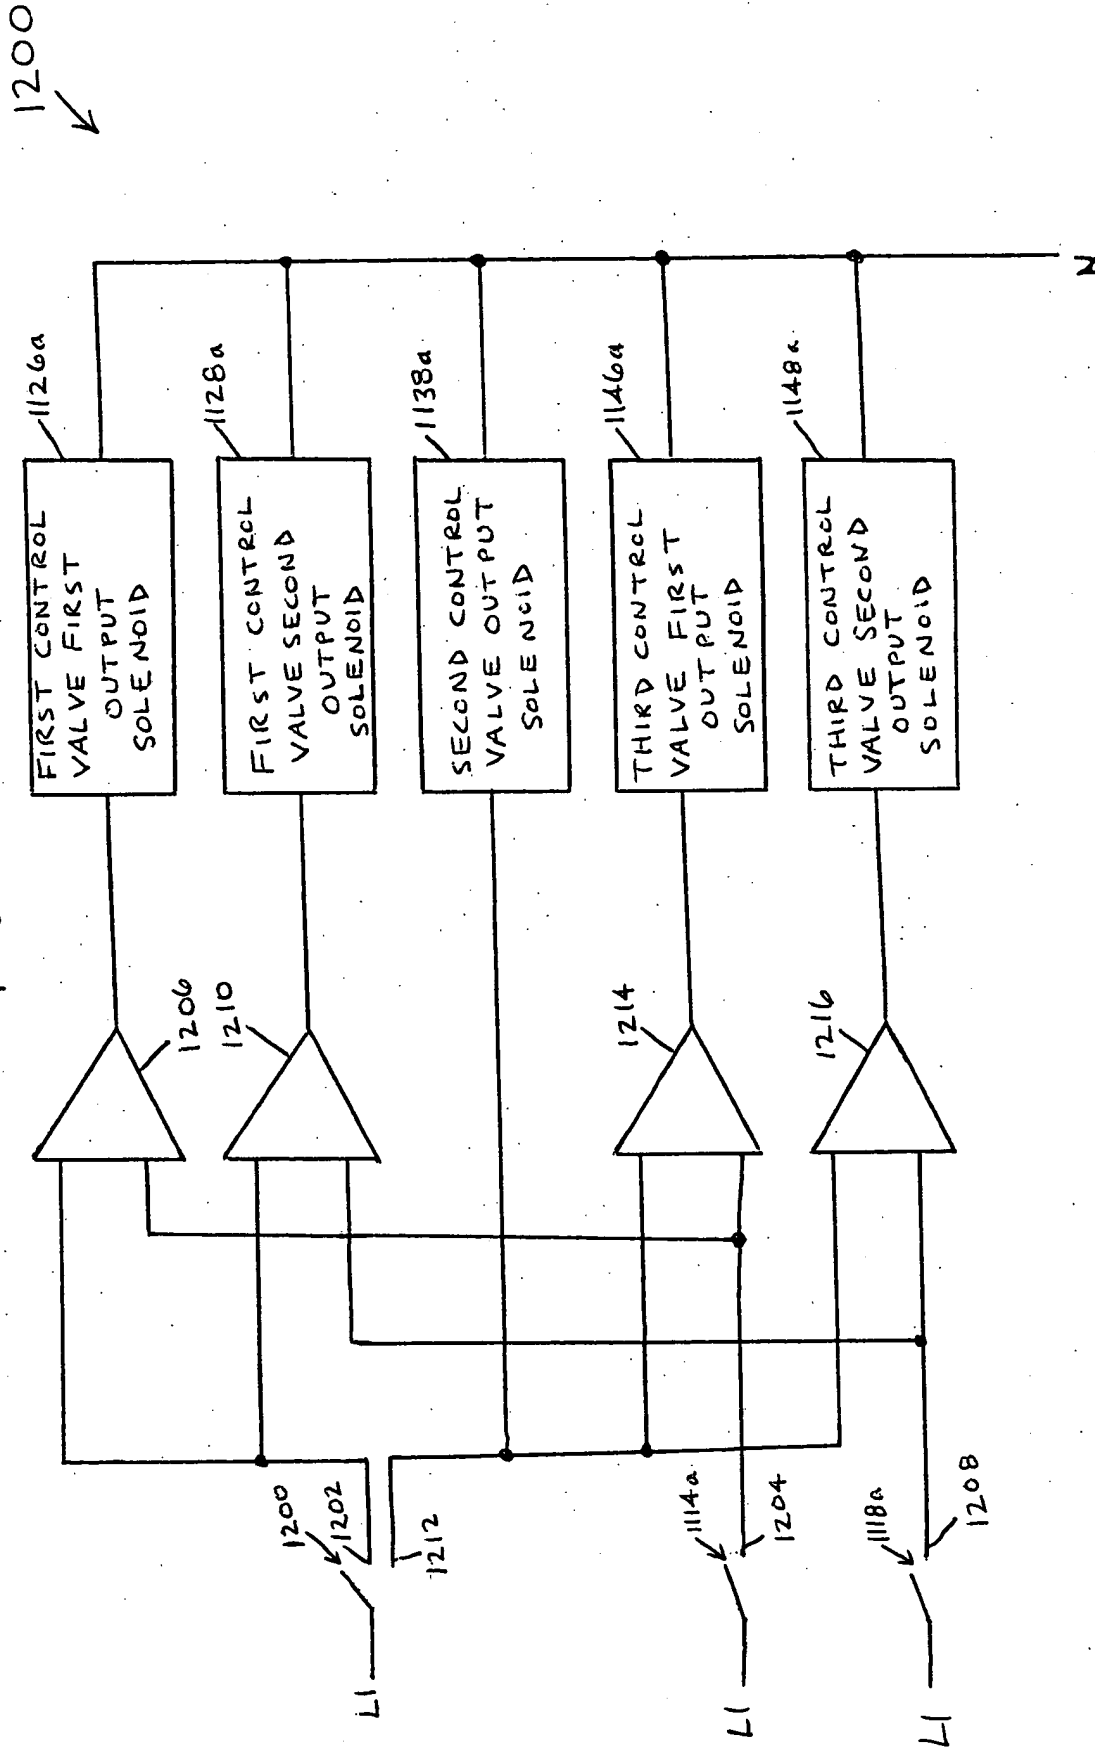 1200
FIRST CONTROL
VALVE FIRST
OUTPUT
SOLENOID
1126a
1206
FIRST CONTROL
VALVE SECOND
OUTPUT
SOLENOID
1128a
1210
SECOND CONTROL
VALVE OUTPUT
SOLENOID
1138a
THIRD CONTROL
VALVE FIRST
OUTPUT
SOLENOID
1146a
1214
THIRD CONTROL
VALVE SECOND
OUTPUT
SOLENOID
1148a
1216
N
L1
1200
1202
1212
L1
1114a
1204
L1
1118a
1208